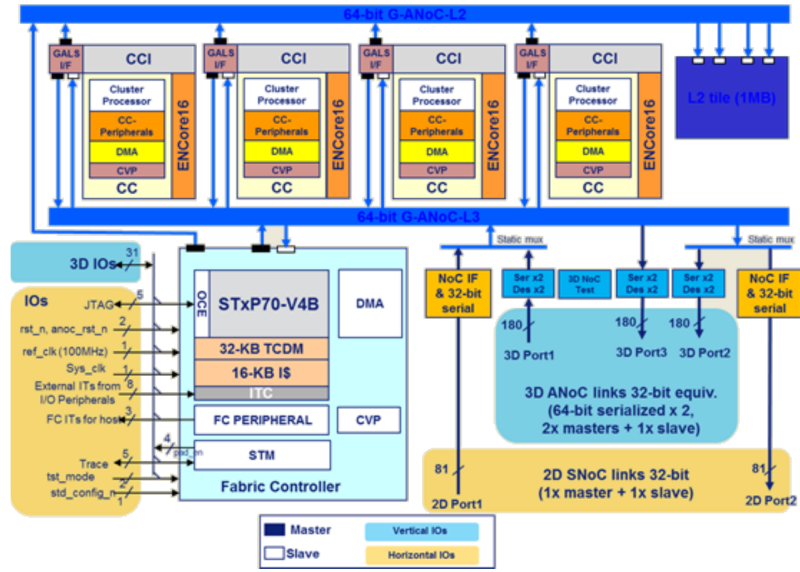 64-bit G-ANoC-L2
GALS I/F
CCI
Cluster Processor
CC-Peripherals
DMA
CVP
CC
ENCore16
GALS I/F
CCI
Cluster Processor
CC-Peripherals
DMA
CVP
CC
ENCore16
GALS I/F
CCI
Cluster Processor
CC-Peripherals
DMA
CVP
CC
ENCore16
GALS I/F
CCI
Cluster Processor
CC-Peripherals
DMA
CVP
CC
ENCore16
L2 tile (1MB)
64-bit G-ANoC-L3
3D IOs
31
IOs
JTAG
5
rst_n, anoc_rst_n
2
ref_clk (100MHz)
1
Sys_clk
1
External ITs from
I/O Peripherals
8
FC ITs for host
3
4
pad_en
Trace
5
tst_mode
2
std_config_n
1
OCE
STxP70-V4B
DMA
32-KB TCDM
16-KB I$
ITC
FC PERIPHERAL
CVP
STM
Fabric Controller
Static mux
Static mux
NoC IF
& 32-bit
serial
Ser x2
Des x2
3D NoC
Test
Ser x2
Des x2
Ser x2
Des x2
NoC IF
& 32-bit
serial
180
180
180
3D Port1
3D Port3
3D Port2
3D ANoC links 32-bit equiv.
(64-bit serialized x 2,
2x masters + 1x slave)
81
81
2D SNoC links 32-bit
(1x master + 1x slave)
2D Port1
2D Port2
Master
Vertical IOs
Slave
Horizontal IOs